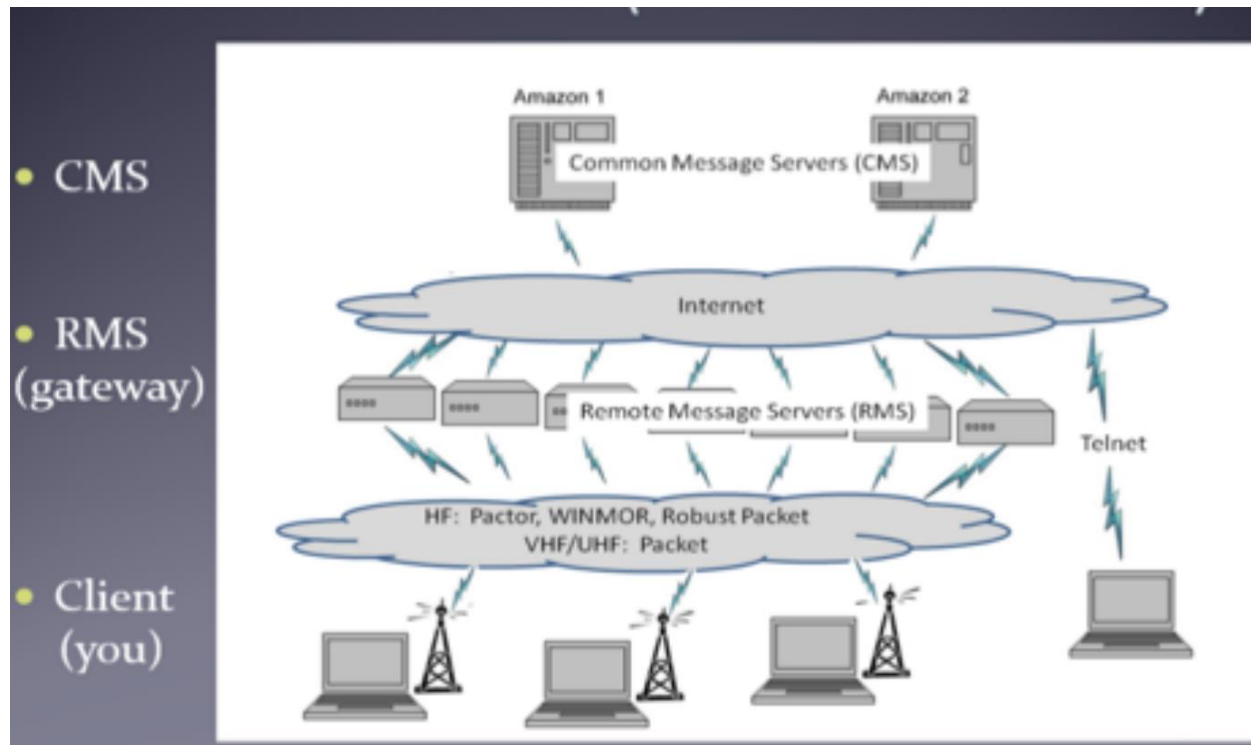 • CMS
• RMS
(gateway)
• Client
(you)
Amazon 1
Amazon 2
Common Message Servers (CMS)
Internet
Remote Message Servers (RMS)
Telnet
HF: Pactor, WINMOR, Robust Packet
VHF/UHF: Packet